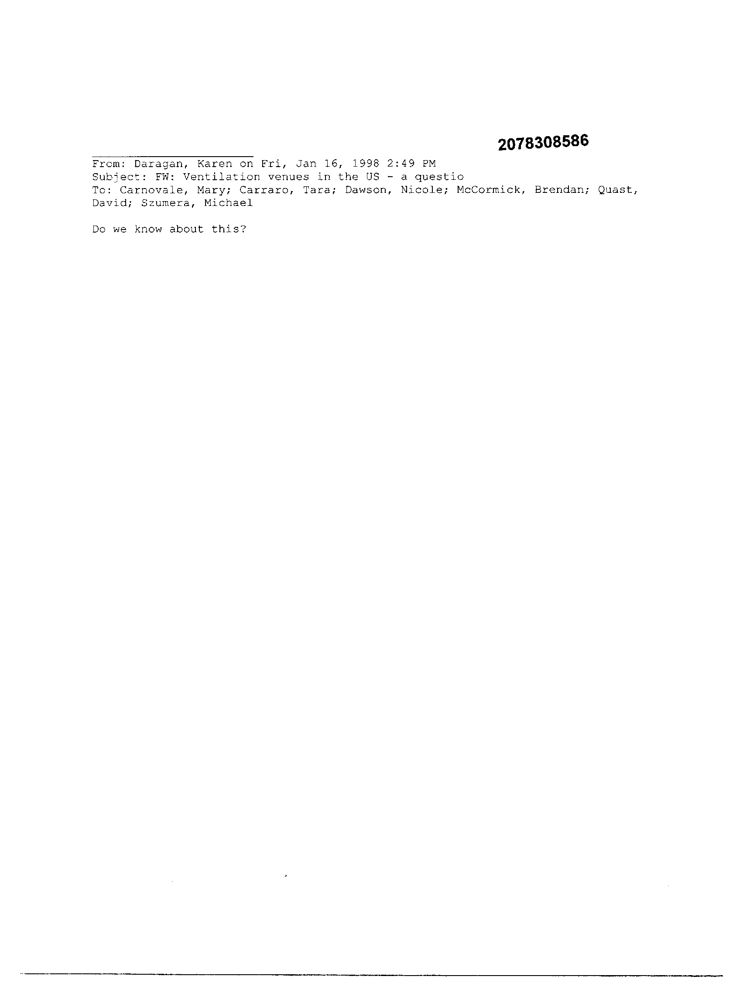 2078308586
From: Daragan, Karen on Fri, Jan 16, 1998 2:49 PM
Subject: FW: Ventilation venues in the US - a questio
To: Carnovale, Mary; Carraro, Tara; Dawson, Nicole; McCormick, Brendan; Quast,
David; Szumera, Michael
Do we know about this?